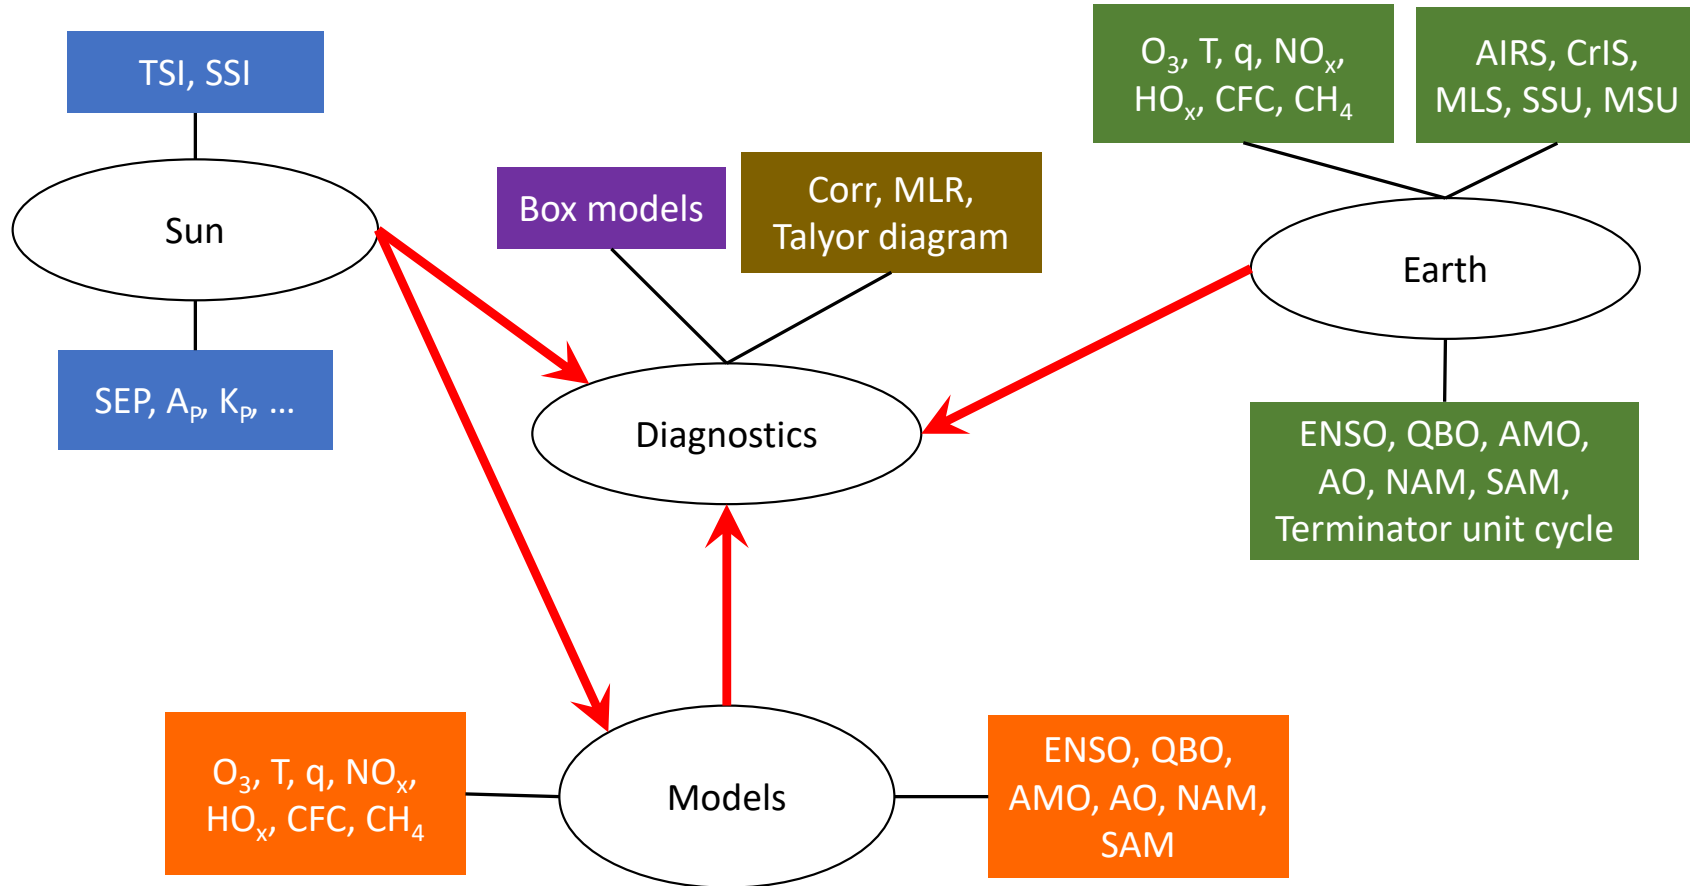 TSI, SSI
Sun
SEP, Aₚ, Kₚ, ...
Box models
Corr, MLR,
Talyor diagram
Diagnostics
O₃, T, q, NOₓ,
HOₓ, CFC, CH₄
AIRS, CrIS,
MLS, SSU, MSU
Earth
ENSO, QBO, AMO,
AO, NAM, SAM,
Terminator unit cycle
O₃, T, q, NOₓ,
HOₓ, CFC, CH₄
Models
ENSO, QBO,
AMO, AO, NAM,
SAM